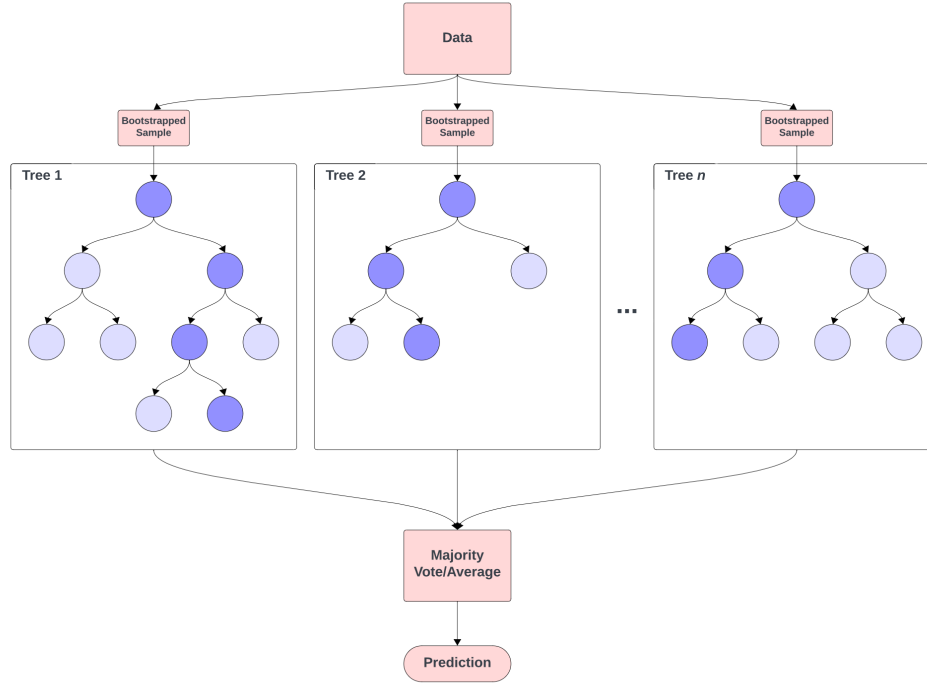 Data
Bootstrapped
Sample
Bootstrapped
Sample
Bootstrapped
Sample
Tree 1
Tree 2
Tree n
...
Majority
Vote/Average
Prediction